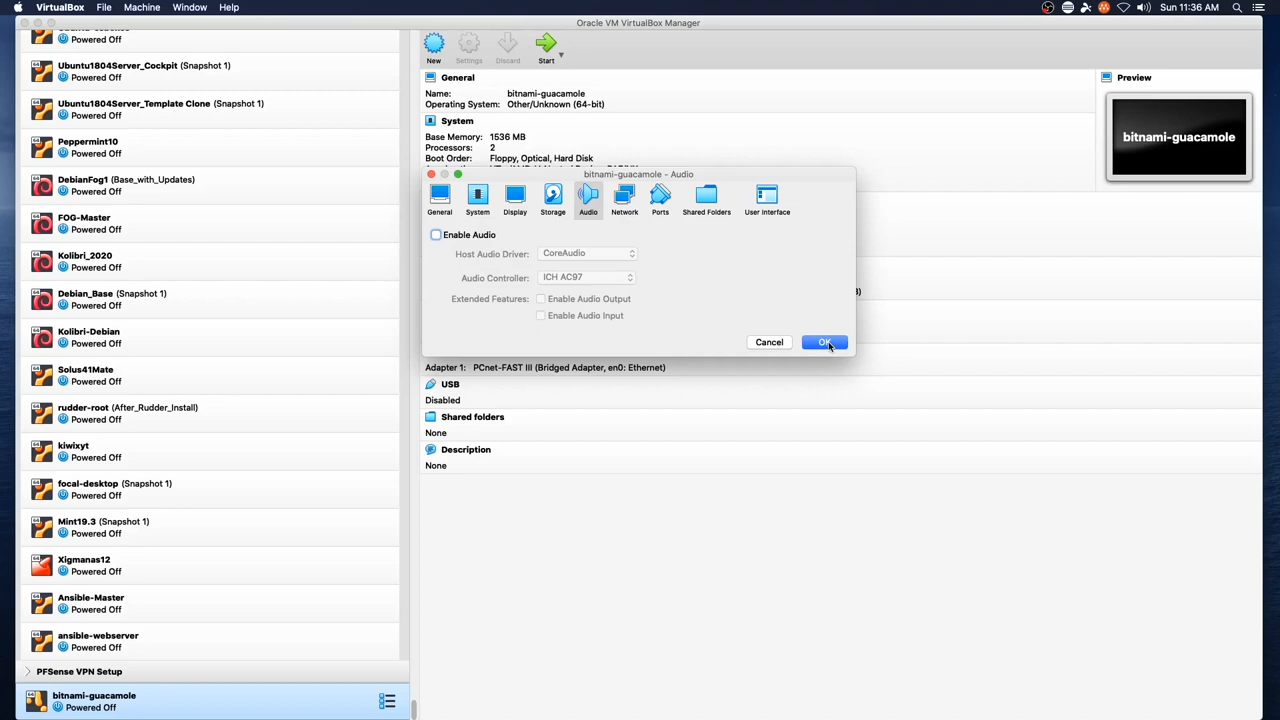 VirtualBox File Machine Window Help
Sun 11:36 AM
Oracle VM VirtualBox Manager
Powered Off
Ubuntu1804Server_Cockpit (Snapshot 1)
Powered Off
Ubuntu1804Server_Template Clone (Snapshot 1)
Powered Off
Peppermint10
Powered Off
DebianFog1 (Base_with_Updates)
Powered Off
FOG-Master
Powered Off
Kolibri_2020
Powered Off
Debian_Base (Snapshot 1)
Powered Off
Kolibri-Debian
Powered Off
Solus41Mate
Powered Off
rudder-root (After_Rudder_Install)
Powered Off
kiwixyt
Powered Off
focal-desktop (Snapshot 1)
Powered Off
Mint19.3 (Snapshot 1)
Powered Off
Xigmanas12
Powered Off
Ansible-Master
Powered Off
ansible-webserver
Powered Off
PFSense VPN Setup
bitnami-guacamole
Powered Off
New Settings Discard Start
General
Name: bitnami-guacamole
Operating System: Other/Unknown (64-bit)
System
Base Memory: 1536 MB
Processors: 2
Boot Order: Floppy, Optical, Hard Disk
Preview
bitnami-guacamole
bitnami-guacamole - Audio
General System Display Storage Audio Network Ports Shared Folders User Interface
Enable Audio
Host Audio Driver: CoreAudio
Audio Controller: ICH AC97
Extended Features: Enable Audio Output
Enable Audio Input
Cancel OK
Adapter 1: PCnet-FAST III (Bridged Adapter, en0: Ethernet)
USB
Disabled
Shared folders
None
Description
None